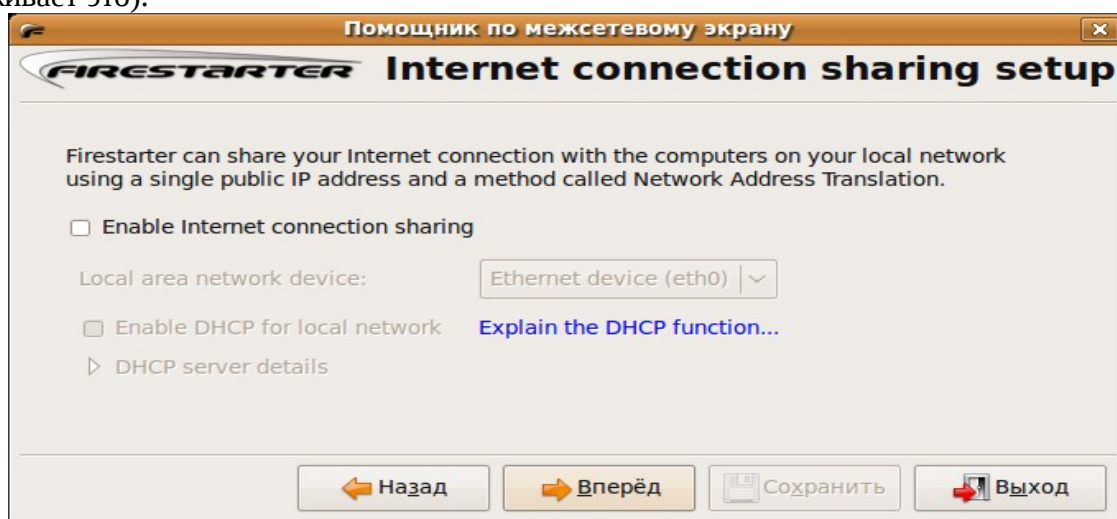 это).
Помощник по межсетевому экрану
FIRESTARTER Internet connection sharing setup
Firestarter can share your Internet connection with the computers on your local network
using a single public IP address and a method called Network Address Translation.
Enable Internet connection sharing
Local area network device: Ethernet device (eth0)
Enable DHCP for local network Explain the DHCP function...
DHCP server details
Назад Вперёд Сохранить Выход